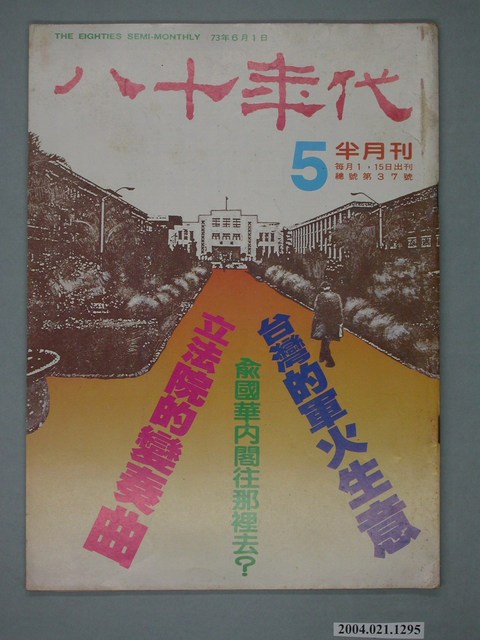 THE EIGHTIES SEMI-MONTHLY 73年6月1日
八十年代
5
半月刊
每月1，15日出刊
總號第37號
台灣的軍火生意
俞國華內閣往那裡去？
立法院的變奏曲
2004.021.1295